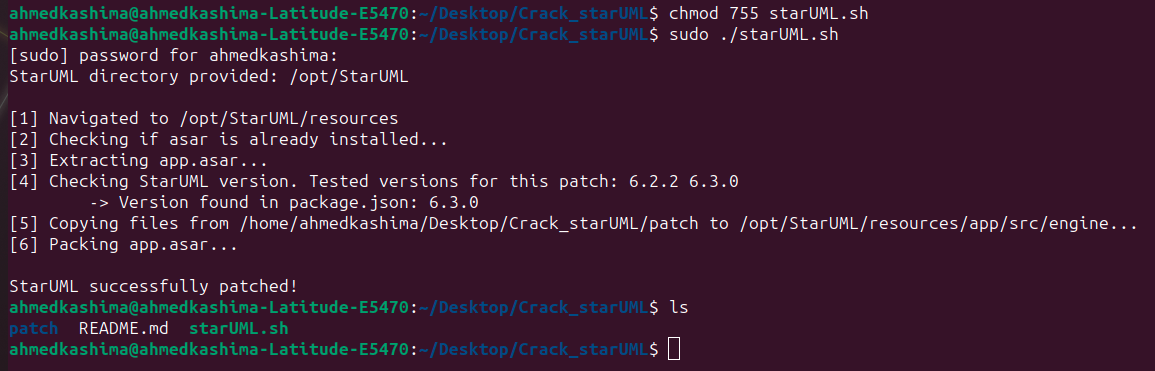 ahmedkashima@ahmedkashima-Latitude-E5470:~/Desktop/Crack_starUML$ chmod 755 starUML.sh
ahmedkashima@ahmedkashima-Latitude-E5470:~/Desktop/Crack_starUML$ sudo ./starUML.sh
[sudo] password for ahmedkashima:
StarUML directory provided: /opt/StarUML
[1] Navigated to /opt/StarUML/resources
[2] Checking if asar is already installed...
[3] Extracting app.asar...
[4] Checking StarUML version. Tested versions for this patch: 6.2.2 6.3.0
-> Version found in package.json: 6.3.0
[5] Copying files from /home/ahmedkashima/Desktop/Crack_starUML/patch to /opt/StarUML/resources/app/src/engine...
[6] Packing app.asar...
StarUML successfully patched!
ahmedkashima@ahmedkashima-Latitude-E5470:~/Desktop/Crack_starUML$ ls
patch  README.md  starUML.sh
ahmedkashima@ahmedkashima-Latitude-E5470:~/Desktop/Crack_starUML$